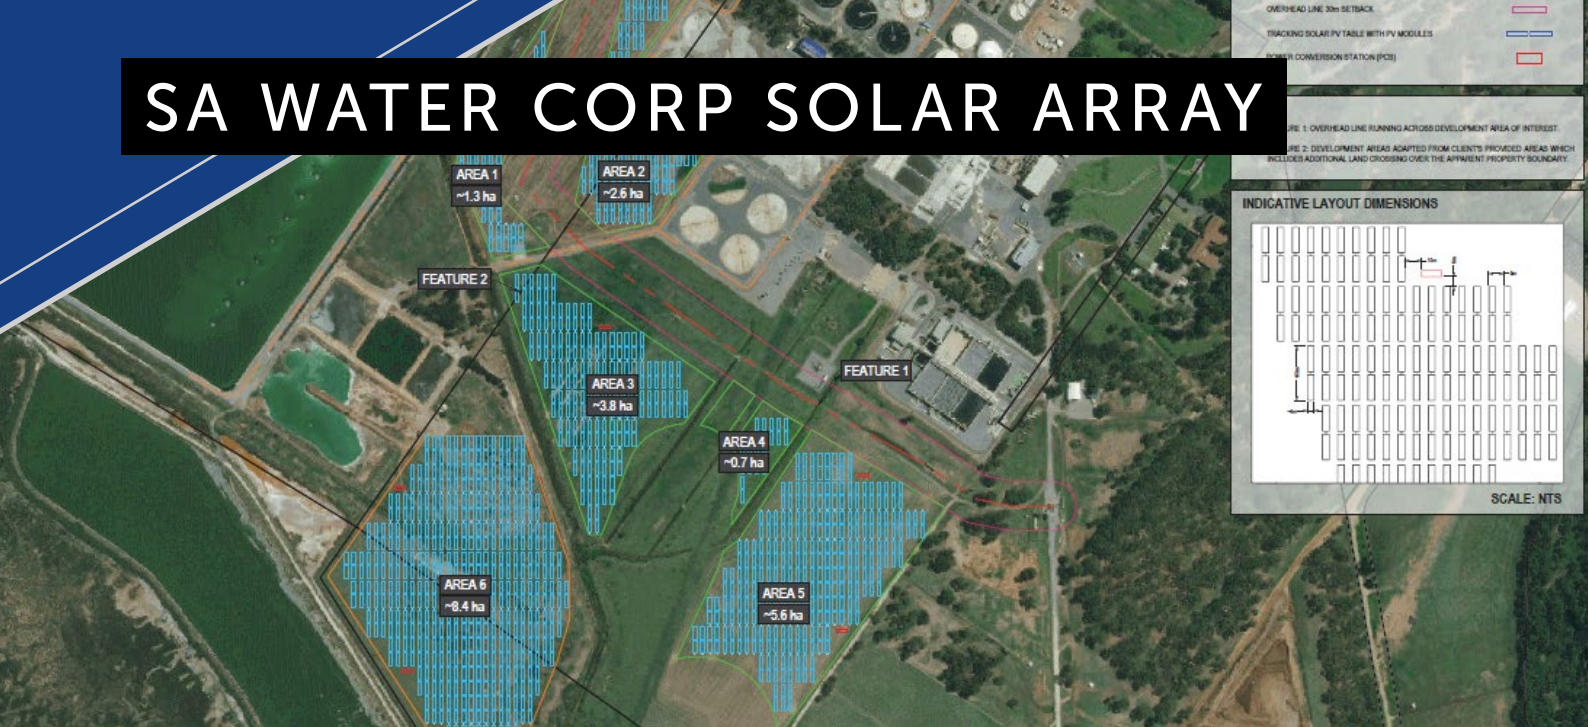 OVERHEAD LINE 30m SETBACK
TRACKING SOLAR PV TABLE WITH PV MODULES
POWER CONVERSION STATION (PCS)
SA WATER CORP SOLAR ARRAY
1: OVERHEAD LINE RUNNING ACROSS DEVELOPMENT AREA OF INTEREST.
2: DEVELOPMENT AREAS ADAPTED FROM CLIENT'S PROVIDED AREAS WHICH
INCLUDES ADDITIONAL LAND CROSSING OVER THE APPARENT PROPERTY BOUNDARY.
AREA 1
~1.3 ha
AREA 2
~2.6 ha
INDICATIVE LAYOUT DIMENSIONS
FEATURE 2
FEATURE 1
AREA 3
~3.8 ha
AREA 4
~0.7 ha
SCALE: NTS
AREA 6
~8.4 ha
AREA 5
~5.6 ha